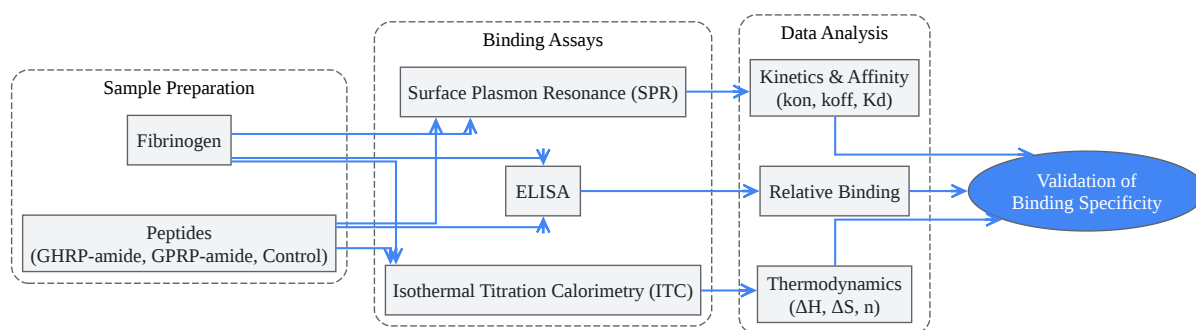 Sample Preparation
Fibrinogen
Peptides
(GHRP-amide, GPRP-amide, Control)
Binding Assays
Surface Plasmon Resonance (SPR)
ELISA
Isothermal Titration Calorimetry (ITC)
Data Analysis
Kinetics & Affinity
(kon, koff, Kd)
Relative Binding
Thermodynamics
(ΔH, ΔS, n)
Validation of
Binding Specificity